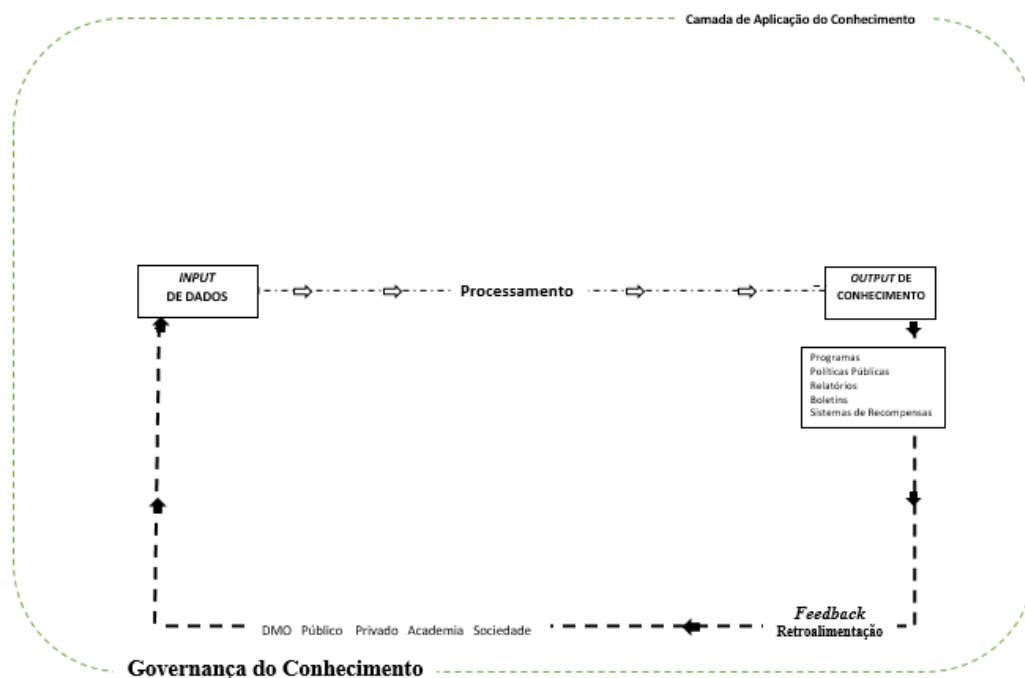 Camada de Aplicação do Conhecimento
INPUT
DE DADOS
Processamento
OUTPUT DE
CONHECIMENTO
Programas
Políticas Públicas
Relatórios
Boletins
Sistemas de Recompensas
Feedback
Retroalimentação
DMO Público Privado Academia Sociedade
Governança do Conhecimento